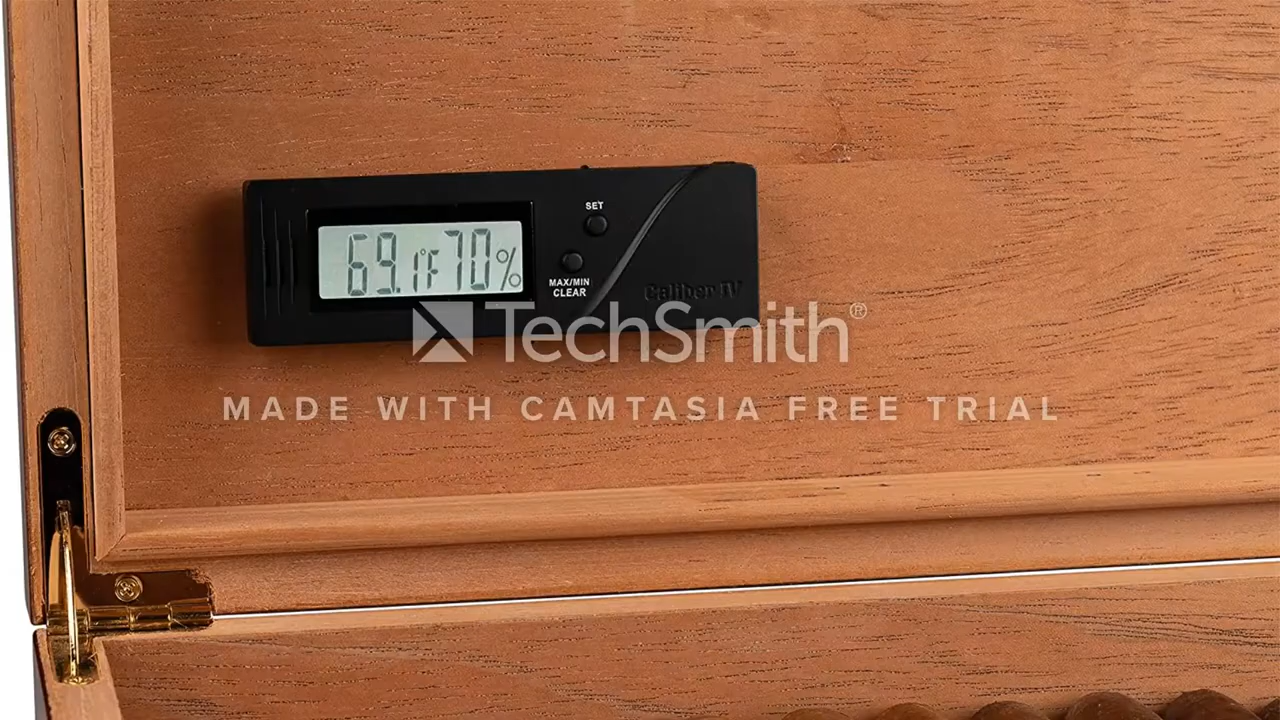 SET
69.1°F 70%
MAX/MIN
CLEAR
Caliber IV
TechSmith®
MADE WITH CAMTASIA FREE TRIAL